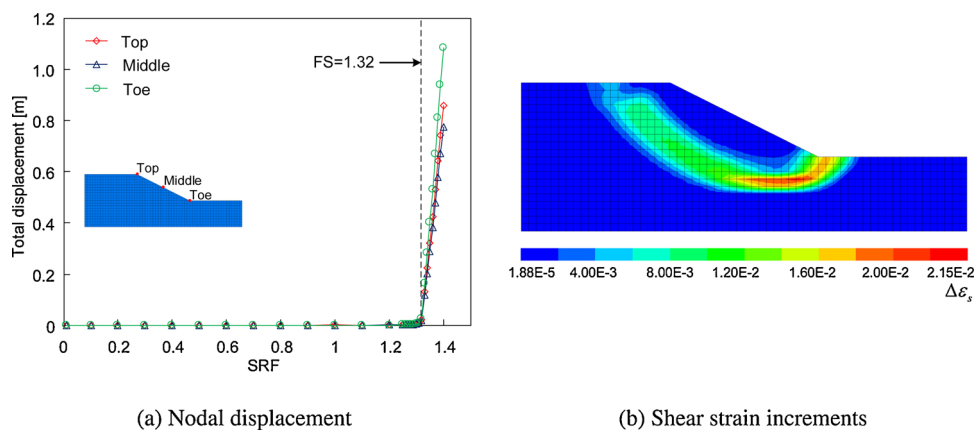 1.2
1.0
0.8
0.6
0.4
0.2
0
Total displacement [m]
Top
Middle
Toe
FS=1.32
Top
Middle
Toe
0 0.2 0.4 0.6 0.8 1 1.2 1.4
SRF
(a) Nodal displacement
1.88E-5 4.00E-3 8.00E-3 1.20E-2 1.60E-2 2.00E-2 2.15E-2
Δεs
(b) Shear strain increments